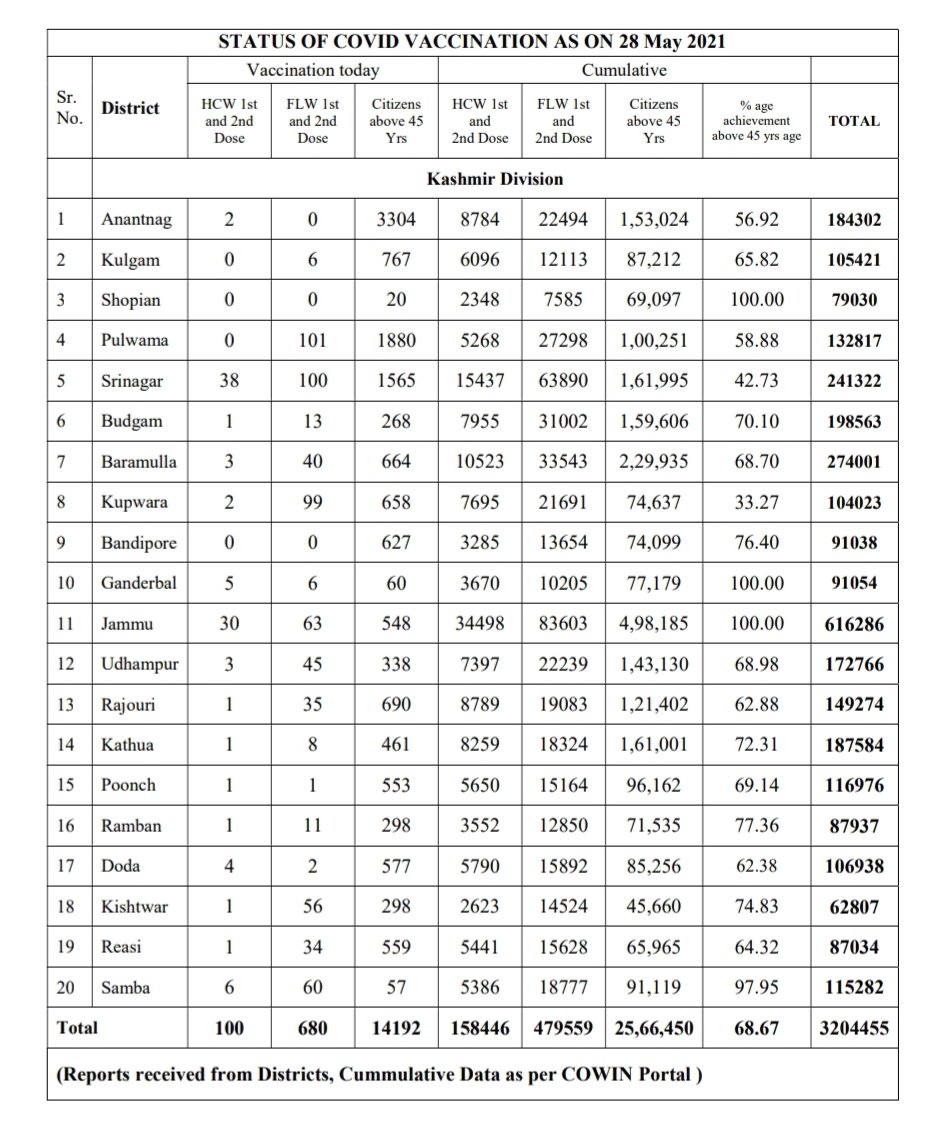 STATUS OF COVID VACCINATION AS ON 28 May 2021
Vaccination today Cumulative
Sr. No. District HCW 1st and 2nd Dose FLW 1st and 2nd Dose Citizens above 45 Yrs HCW 1st and 2nd Dose FLW 1st and 2nd Dose Citizens above 45 Yrs % age achievement above 45 yrs age TOTAL
Kashmir Division
1 Anantnag 2 0 3304 8784 22494 1,53,024 56.92 184302
2 Kulgam 0 6 767 6096 12113 87,212 65.82 105421
3 Shopian 0 0 20 2348 7585 69,097 100.00 79030
4 Pulwama 0 101 1880 5268 27298 1,00,251 58.88 132817
5 Srinagar 38 100 1565 15437 63890 1,61,995 42.73 241322
6 Budgam 1 13 268 7955 31002 1,59,606 70.10 198563
7 Baramulla 3 40 664 10523 33543 2,29,935 68.70 274001
8 Kupwara 2 99 658 7695 21691 74,637 33.27 104023
9 Bandipore 0 0 627 3285 13654 74,099 76.40 91038
10 Ganderbal 5 6 60 3670 10205 77,179 100.00 91054
11 Jammu 30 63 548 34498 83603 4,98,185 100.00 616286
12 Udhampur 3 45 338 7397 22239 1,43,130 68.98 172766
13 Rajouri 1 35 690 8789 19083 1,21,402 62.88 149274
14 Kathua 1 8 461 8259 18324 1,61,001 72.31 187584
15 Poonch 1 1 553 5650 15164 96,162 69.14 116976
16 Ramban 1 11 298 3552 12850 71,535 77.36 87937
17 Doda 4 2 577 5790 15892 85,256 62.38 106938
18 Kishtwar 1 56 298 2623 14524 45,660 74.83 62807
19 Reasi 1 34 559 5441 15628 65,965 64.32 87034
20 Samba 6 60 57 5386 18777 91,119 97.95 115282
Total 100 680 14192 158446 479559 25,66,450 68.67 3204455
(Reports received from Districts, Cummulative Data as per COWIN Portal )